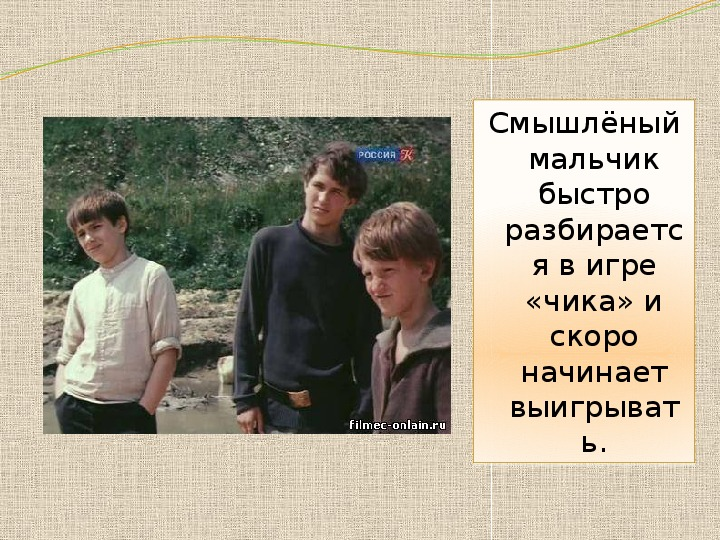 РОССИЯ К
filmec-onlain.ru
Смышлёный
мальчик
быстро
разбираетс
я в игре
«чика» и
скоро
начинает
выигрыват
ь.